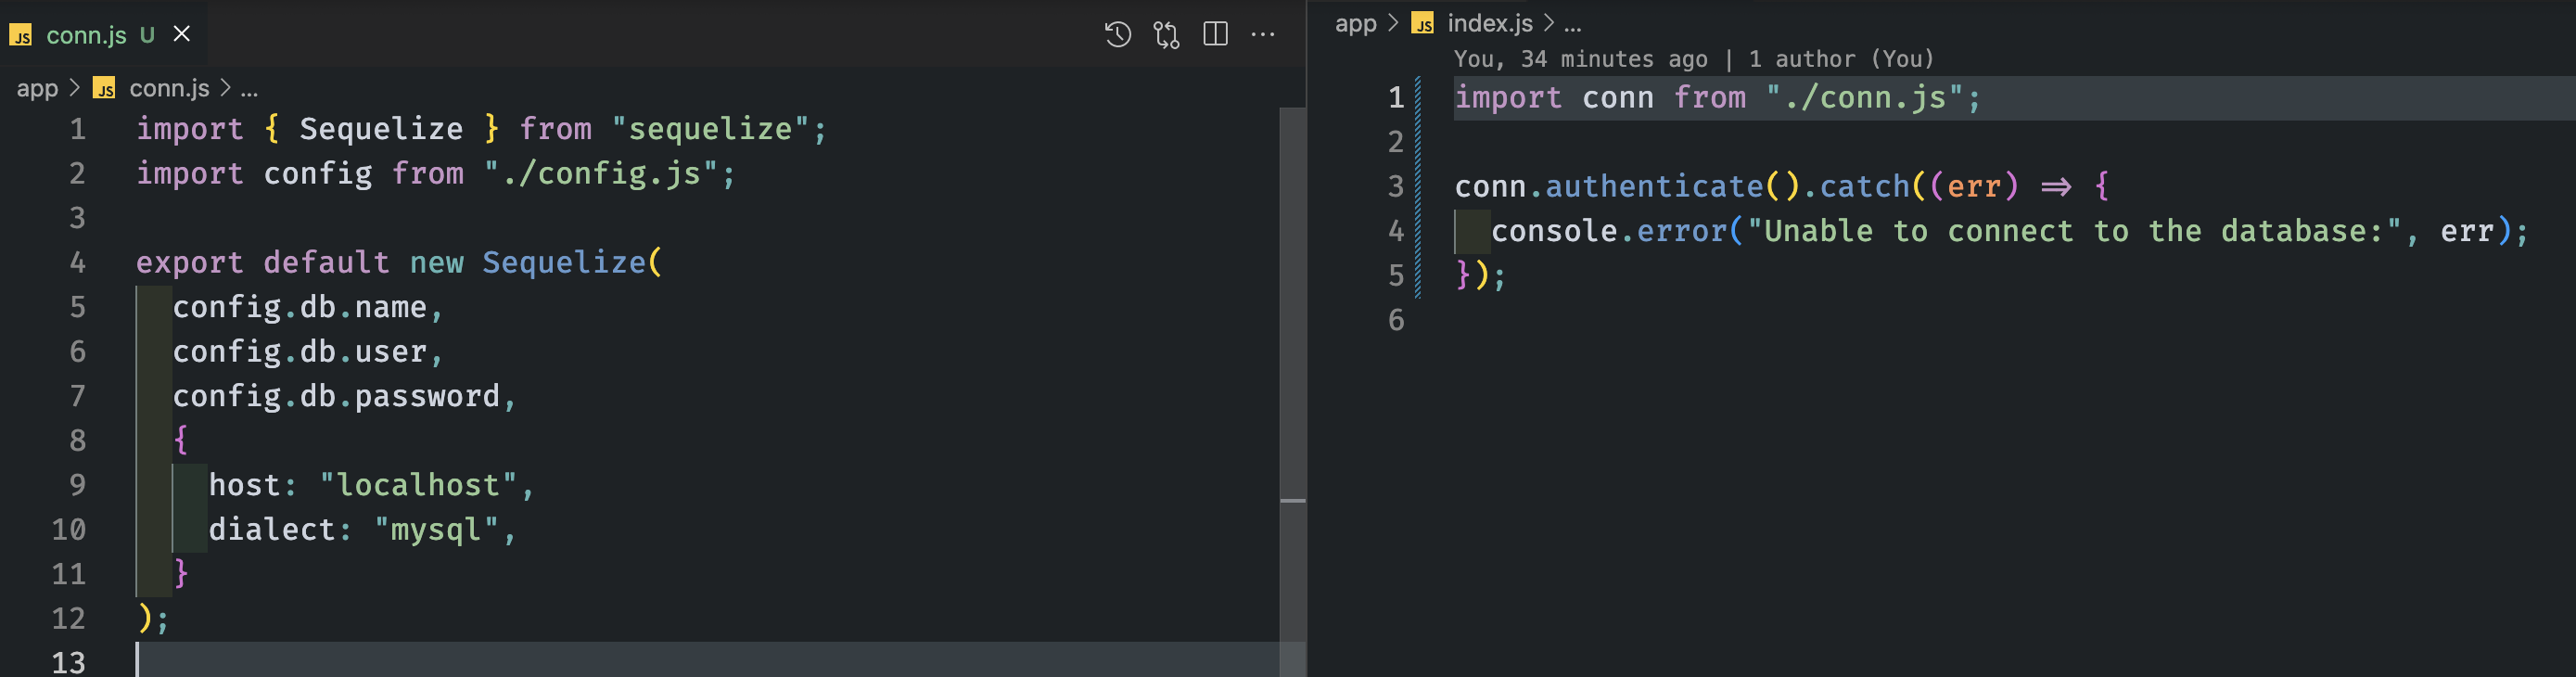 JS conn.js U
app > JS conn.js > ...
1 import { Sequelize } from "sequelize";
2 import config from "./config.js";
3
4 export default new Sequelize(
5   config.db.name,
6   config.db.user,
7   config.db.password,
8   {
9     host: "localhost",
10     dialect: "mysql",
11   }
12 );
13
app > JS index.js > ...
You, 34 minutes ago | 1 author (You)
1 import conn from "./conn.js";
2
3 conn.authenticate().catch((err) => {
4   console.error("Unable to connect to the database:", err);
5 });
6